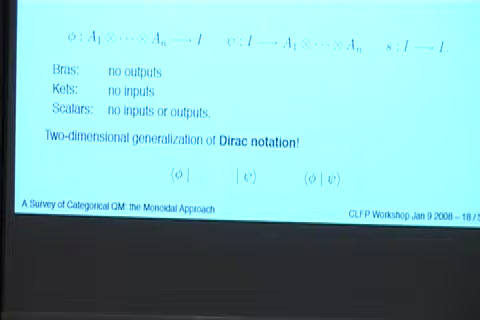 ϕ : A₁ ⊗ ··· ⊗ Aₙ ⟶ I ψ : I ⟶ A₁ ⊗ ··· ⊗ Aₙ s : I ⟶ I.
Bras: no outputs
Kets: no inputs
Scalars: no inputs or outputs.
Two-dimensional generalization of Dirac notation!
⟨ϕ | | ψ⟩ ⟨ϕ | ψ⟩
A Survey of Categorical QM: the Monoidal Approach
CLFP Workshop Jan 9 2008 – 18 /